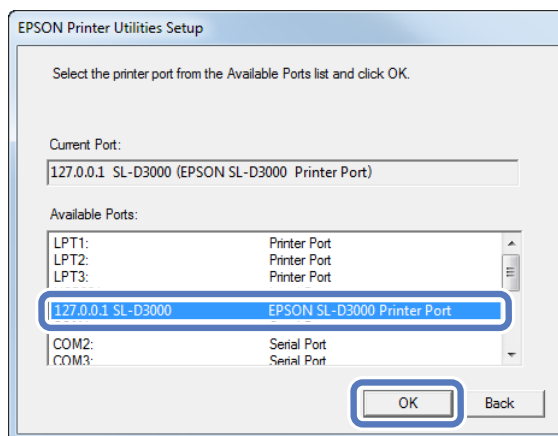 EPSON Printer Utilities Setup
Select the printer port from the Available Ports list and click OK.
Current Port:
127.0.0.1 SL-D3000 (EPSON SL-D3000 Printer Port)
Available Ports:
LPT1: Printer Port
LPT2: Printer Port
LPT3: Printer Port
127.0.0.1 SL-D3000 EPSON SL-D3000 Printer Port
COM2: Serial Port
COM3: Serial Port
OK Back